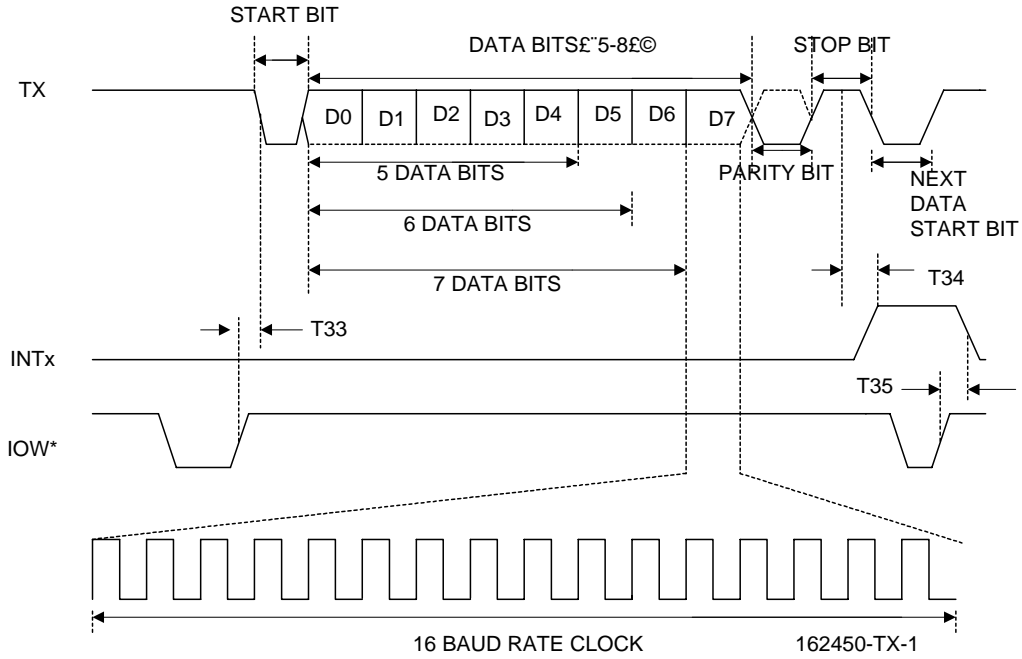 START BIT
DATA BITS£¨5-8£©
STOP BIT
TX
D0 D1 D2 D3 D4 D5 D6 D7
5 DATA BITS
PARITY BIT
NEXT
DATA
START BIT
6 DATA BITS
7 DATA BITS
T34
T33
INTx
T35
IOW*
16 BAUD RATE CLOCK
162450-TX-1